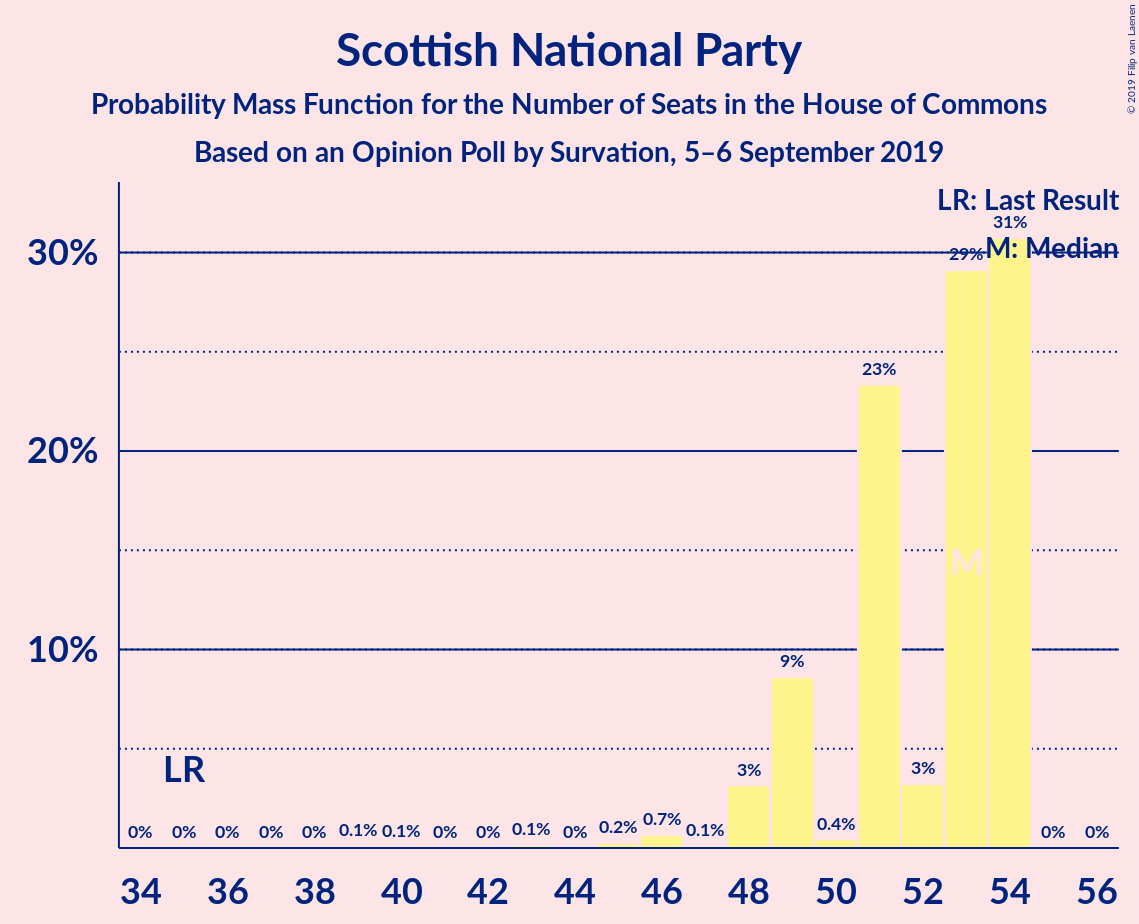 Scottish National Party
Probability Mass Function for the Number of Seats in the House of Commons
Based on an Opinion Poll by Survation, 5–6 September 2019
© 2019 Filip van Laenen
LR: Last Result
M: Median
30%
20%
10%
LR
M
0% 0% 0% 0% 0% 0.1% 0.1% 0% 0% 0.1% 0% 0.2% 0.7% 0.1% 3% 9% 0.4% 23% 3% 29% 31% 0% 0%
34 36 38 40 42 44 46 48 50 52 54 56